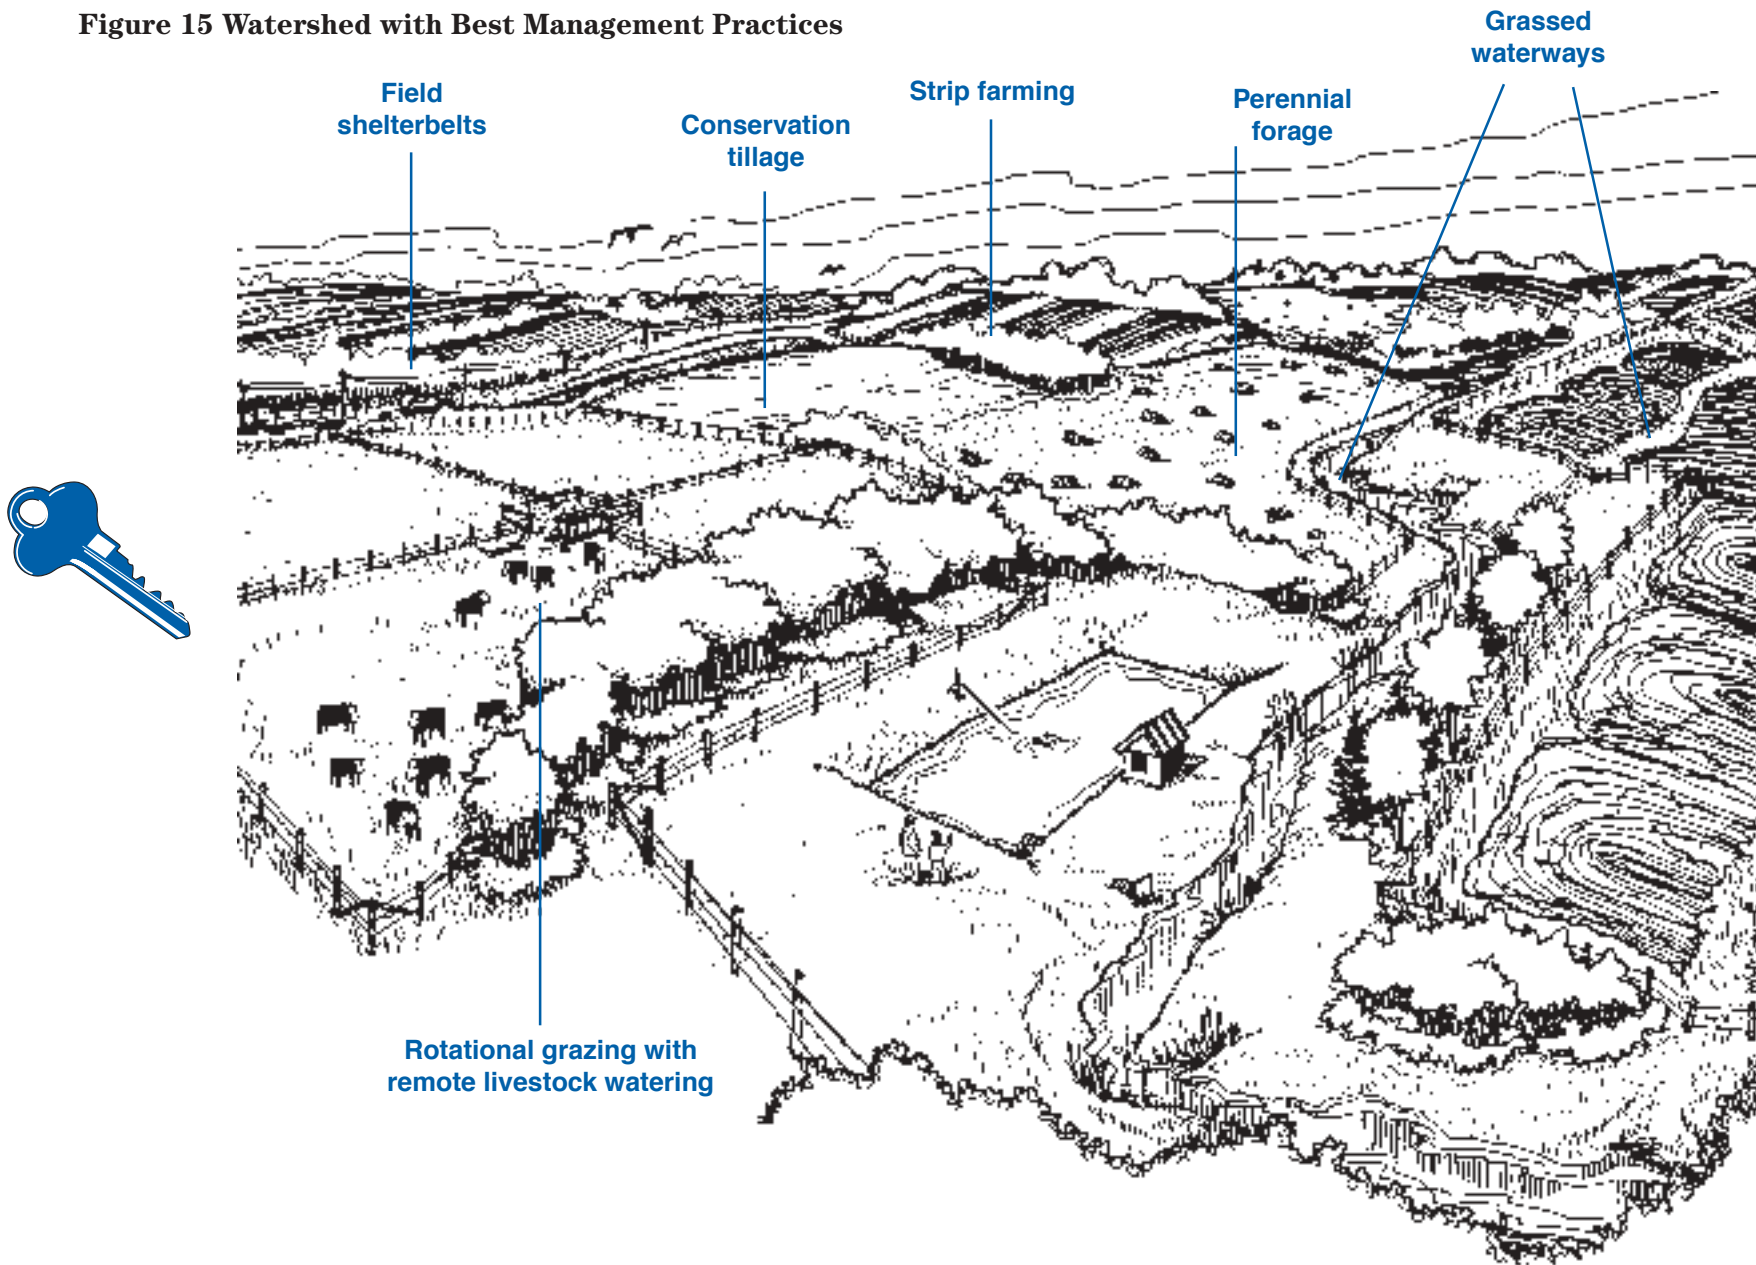 Figure 15 Watershed with Best Management Practices
Grassed
waterways
Field
shelterbelts
Conservation
tillage
Strip farming
Perennial
forage
Rotational grazing with
remote livestock watering